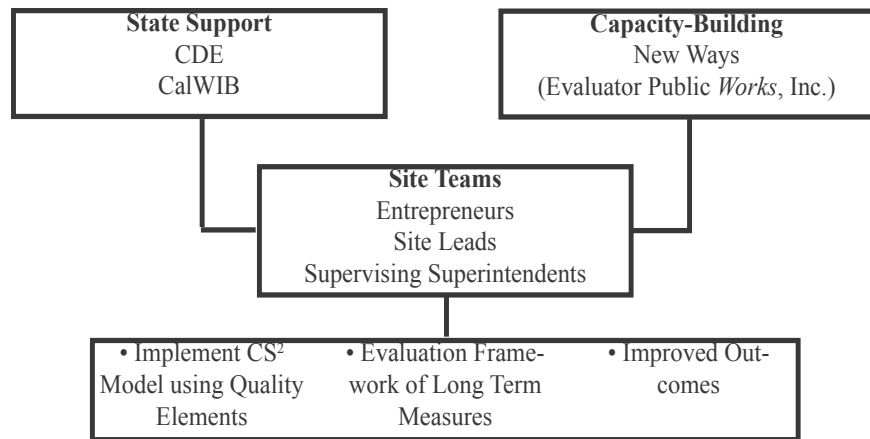 State Support
CDE
CalWIB
Capacity-Building
New Ways
(Evaluator Public Works, Inc.)
Site Teams
Entrepreneurs
Site Leads
Supervising Superintendents
• Implement CS²
Model using Quality
Elements
• Evaluation Frame-
work of Long Term
Measures
• Improved Out-
comes